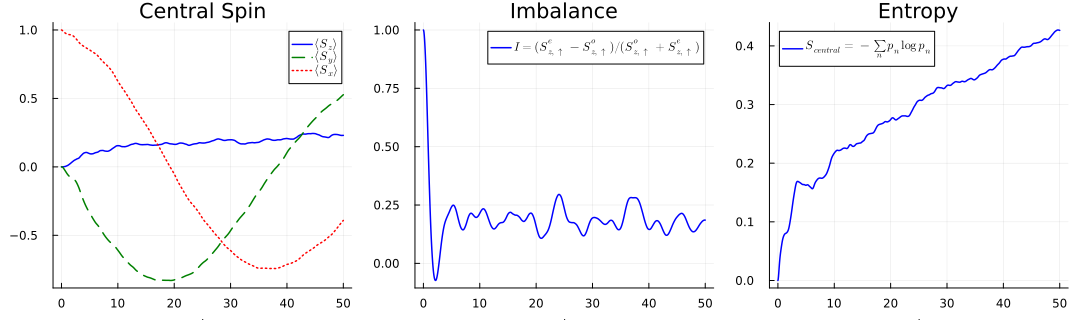 Central Spin
1.0
0.5
0.0
−0.5
0 10 20 30 40 50
⟨S_z⟩
⟨S_y⟩
⟨S_x⟩
Imbalance
1.00
0.75
0.50
0.25
0.00
0 10 20 30 40 50
I = (S^e_{z,↑} − S^o_{z,↑})/(S^o_{z,↑} + S^e_{z,↑})
Entropy
0.4
0.3
0.2
0.1
0.0
0 10 20 30 40 50
S_{central} = − ∑_n p_n log p_n